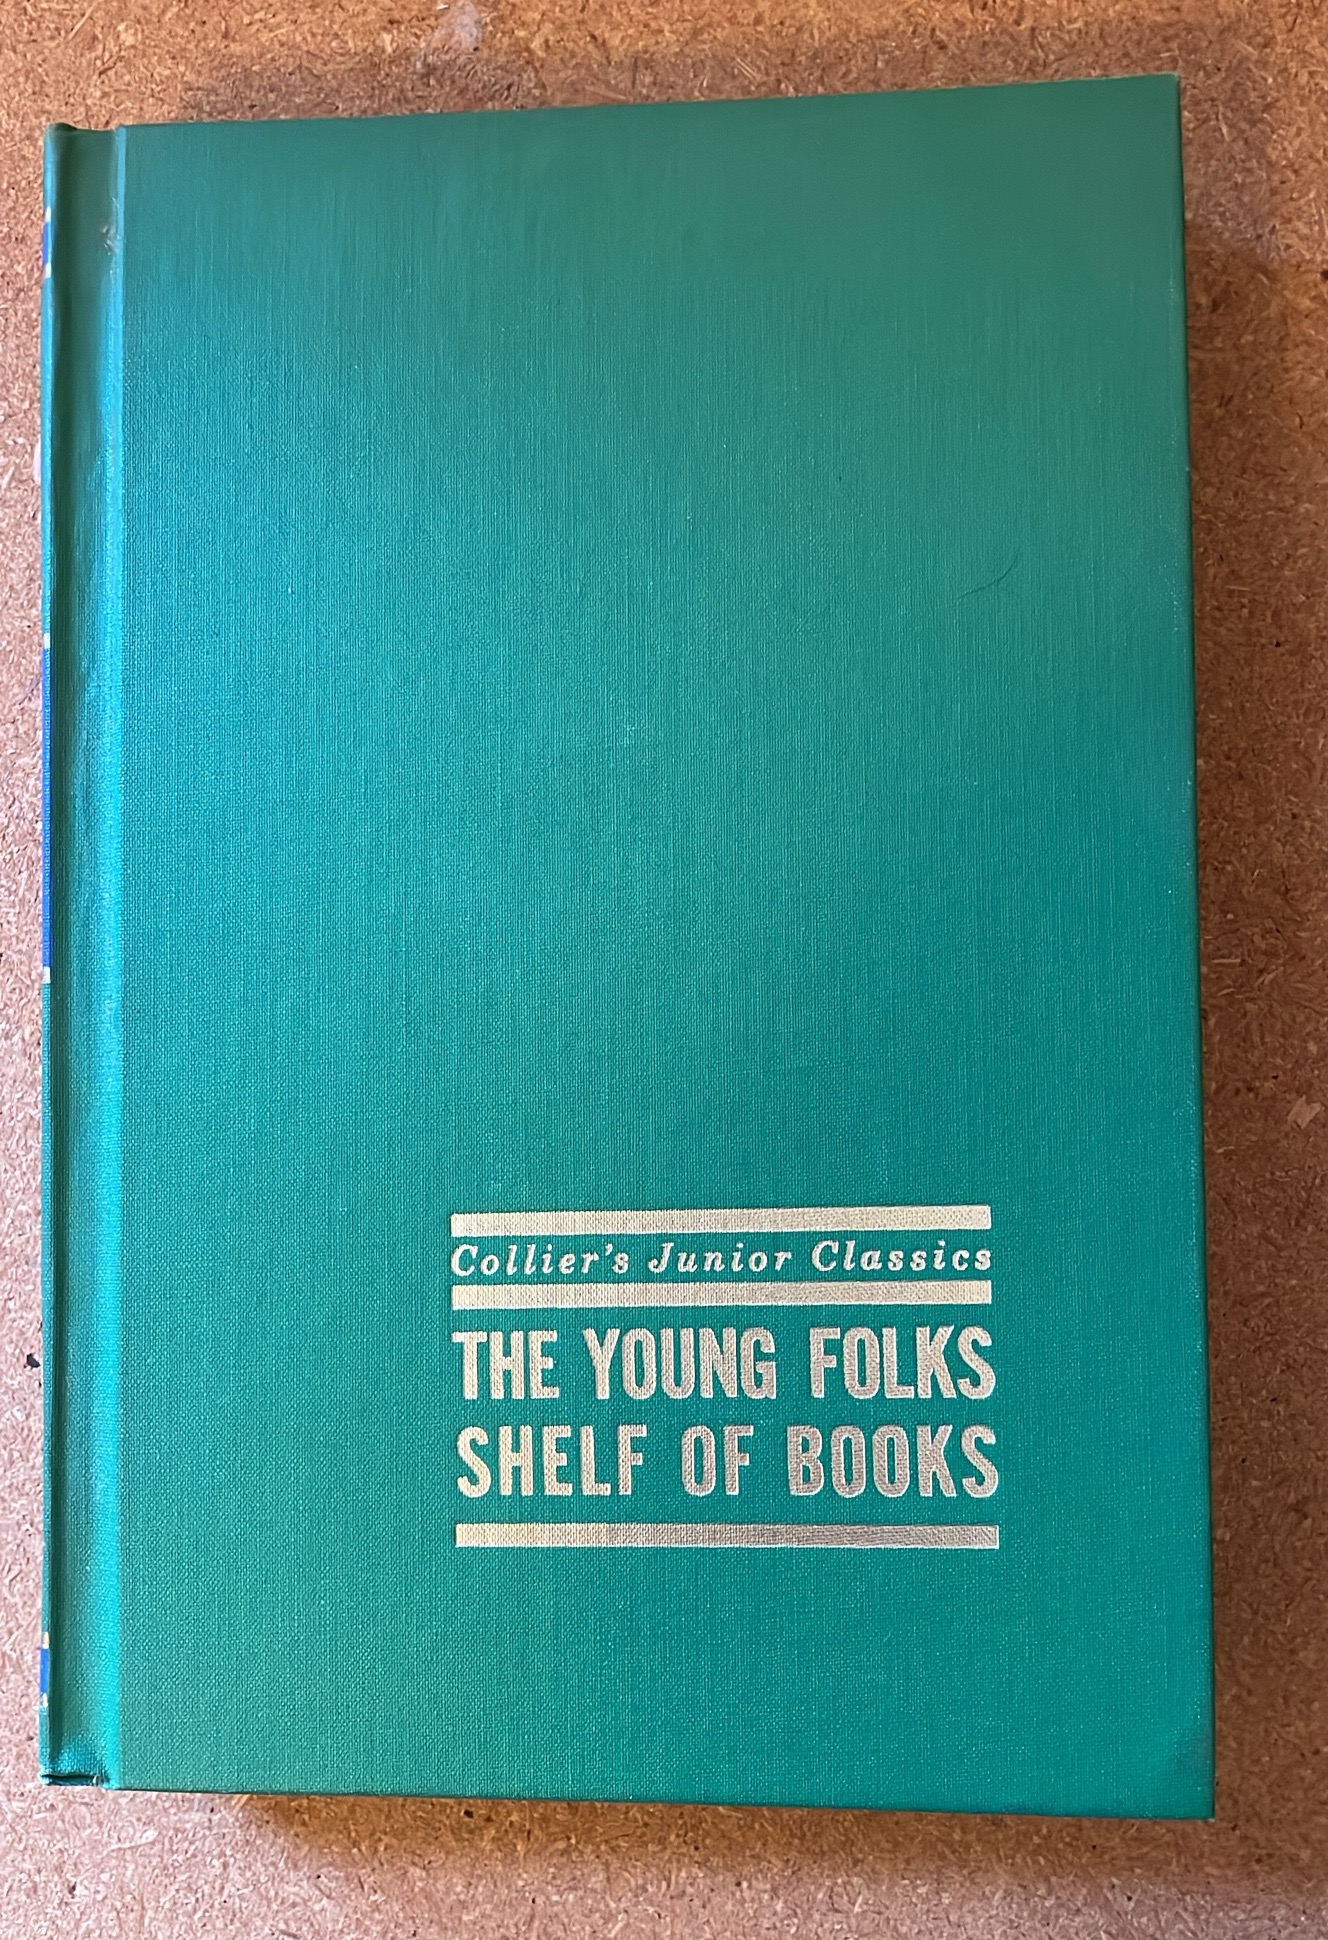 Collier's Junior Classics
THE YOUNG FOLKS
SHELF OF BOOKS